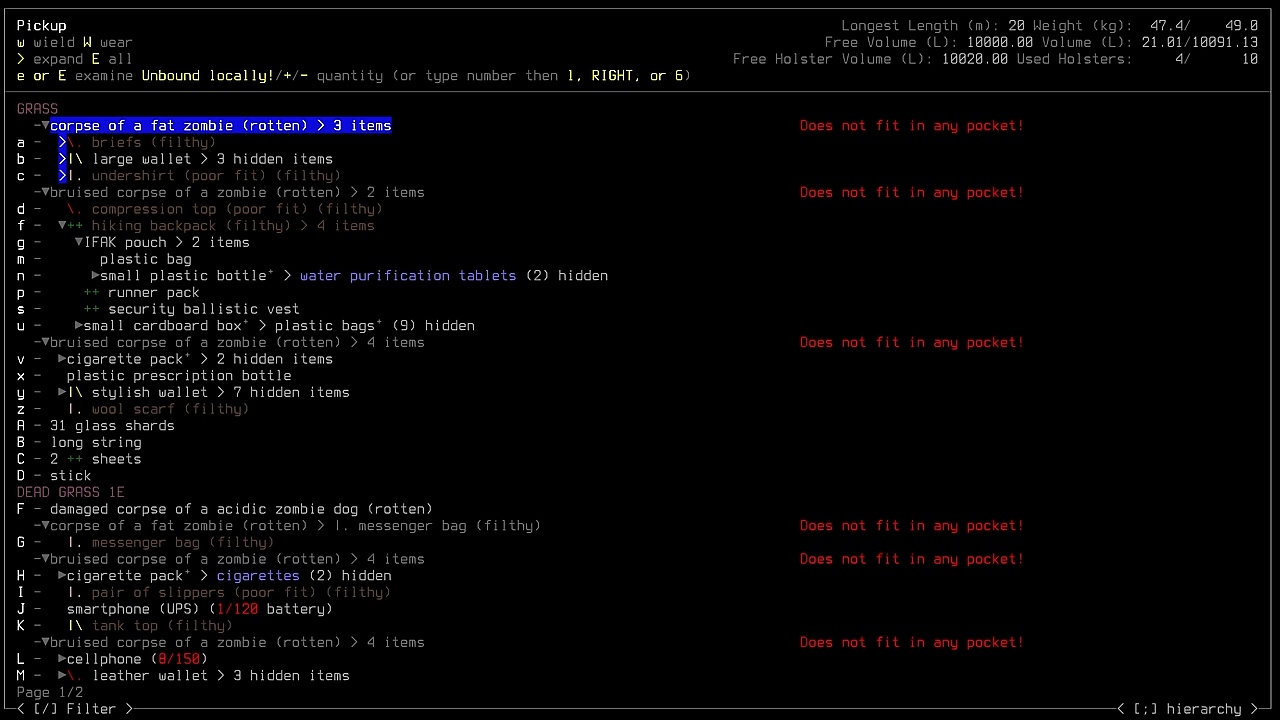 Pickup Longest Length (m): 20 Weight (kg): 47.4/ 49.0
w wield W wear Free Volume (L): 10000.00 Volume (L): 21.01/10091.13
> expand E all Free Holster Volume (L): 10020.00 Used Holsters: 4/ 10
e or E examine Unbound locally!/+/- quantity (or type number then l, RIGHT, or 6)
GRASS
-▼corpse of a fat zombie (rotten) > 3 items Does not fit in any pocket!
a - >\. briefs (filthy)
b - >|\ large wallet > 3 hidden items
c - >|. undershirt (poor fit) (filthy)
-▼bruised corpse of a zombie (rotten) > 2 items Does not fit in any pocket!
d - \. compression top (poor fit) (filthy)
f - ▼++ hiking backpack (filthy) > 4 items
g - ▼IFAK pouch > 2 items
m - plastic bag
n - ►small plastic bottle⁺ > water purification tablets (2) hidden
p - ++ runner pack
s - ++ security ballistic vest
u - ►small cardboard box⁺ > plastic bags⁺ (9) hidden
-▼bruised corpse of a zombie (rotten) > 4 items Does not fit in any pocket!
v - ►cigarette pack⁺ > 2 hidden items
x - plastic prescription bottle
y - ►|\ stylish wallet > 7 hidden items
z - |. wool scarf (filthy)
A - 31 glass shards
B - long string
C - 2 ++ sheets
D - stick
DEAD GRASS 1E
F - damaged corpse of a acidic zombie dog (rotten)
-▼corpse of a fat zombie (rotten) > |. messenger bag (filthy) Does not fit in any pocket!
G - |. messenger bag (filthy)
-▼bruised corpse of a zombie (rotten) > 4 items Does not fit in any pocket!
H - ►cigarette pack⁺ > cigarettes (2) hidden
I - |. pair of slippers (poor fit) (filthy)
J - smartphone (UPS) (1/120 battery)
K - |\ tank top (filthy)
-▼bruised corpse of a zombie (rotten) > 4 items Does not fit in any pocket!
L - ►cellphone (0/150)
M - ►\. leather wallet > 3 hidden items
Page 1/2
< [/] Filter > < [;] hierarchy >